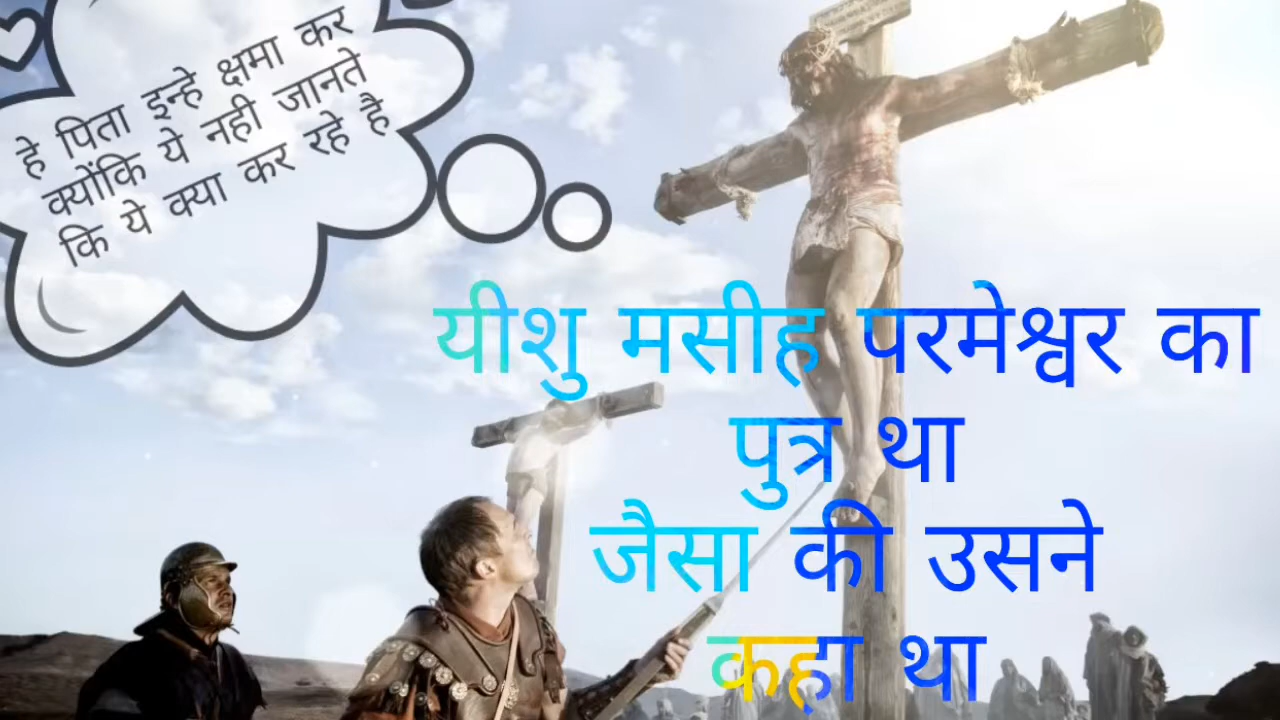 हे पिता इन्हे क्षमा कर
क्योंकि ये नही जानते
कि ये क्या कर रहे है
यीशु मसीह परमेश्वर का
पुत्र था
जैसा की उसने
कहा था